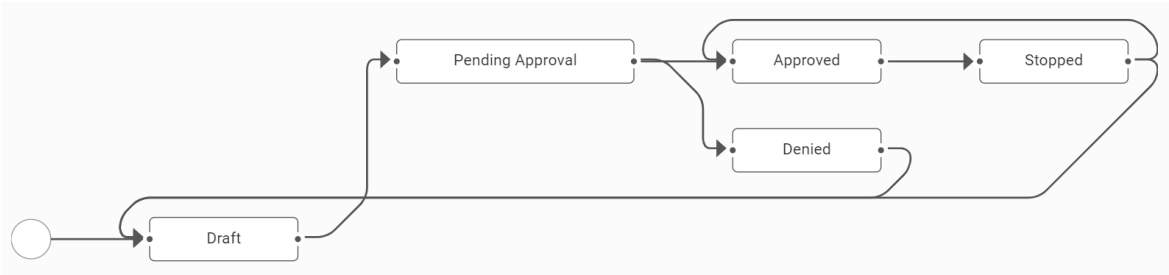 Pending Approval
Approved
Stopped
Denied
Draft